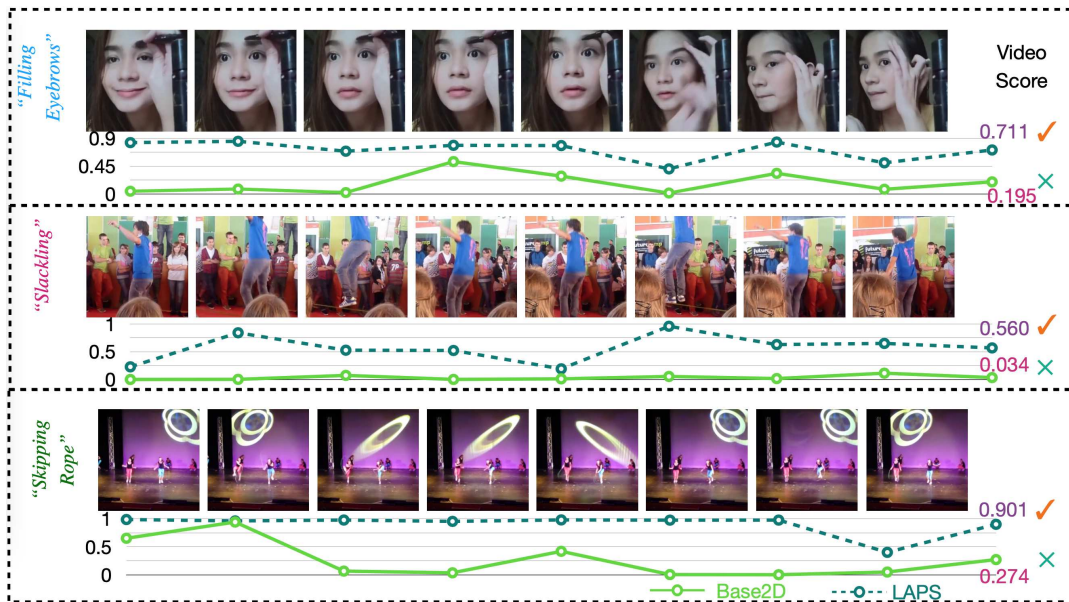 “Filling
Eyebrows”
Video
Score
0.9
0.45
0
0.711
✓
0.195
×
“Slackling”
1
0.5
0
0.560
✓
0.034
×
“Skipping
Rope”
1
0.5
0
0.901
✓
0.274
×
Base2D
LAPS